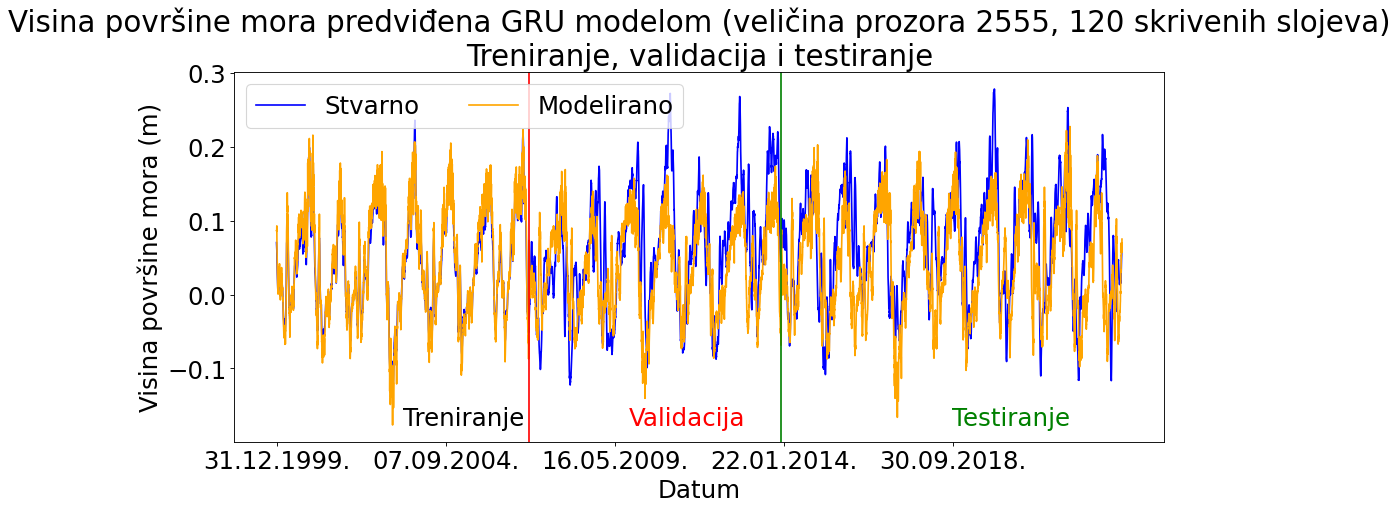 Visina površine mora predviđena GRU modelom (veličina prozora 2555, 120 skrivenih slojeva)
Treniranje, validacija i testiranje
Stvarno
Modelirano
Visina površine mora (m)
0.3
0.2
0.1
0.0
−0.1
Treniranje
Validacija
Testiranje
31.12.1999.
07.09.2004.
16.05.2009.
22.01.2014.
30.09.2018.
Datum